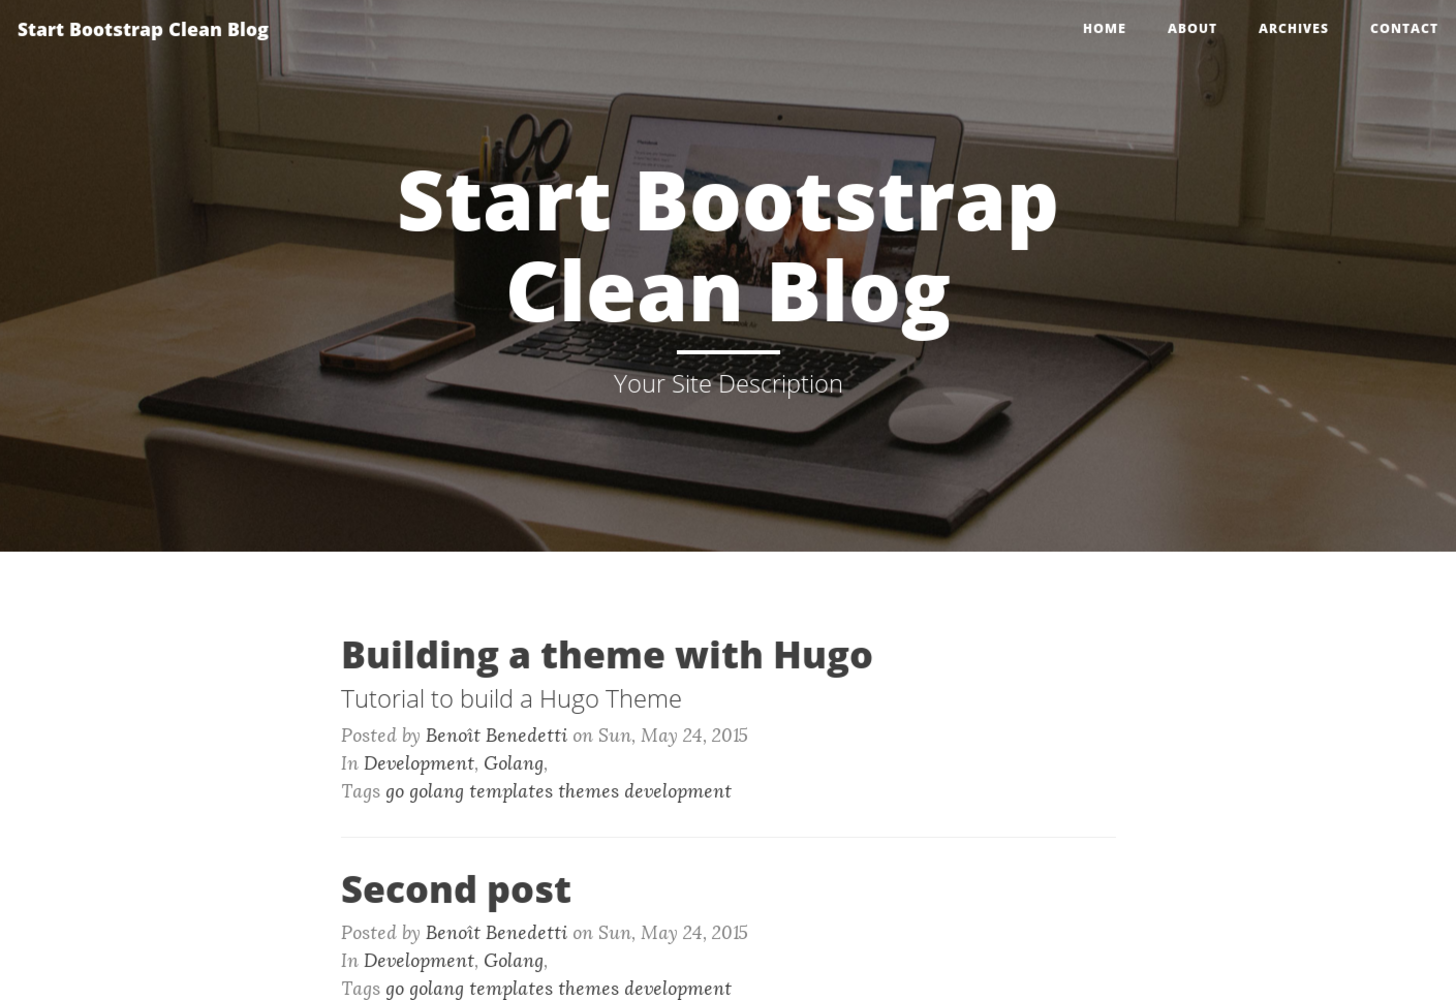 Start Bootstrap Clean Blog
HOME ABOUT ARCHIVES CONTACT
Start Bootstrap
Clean Blog
Your Site Description
Building a theme with Hugo
Tutorial to build a Hugo Theme
Posted by Benoît Benedetti on Sun, May 24, 2015
In Development, Golang,
Tags go golang templates themes development
Second post
Posted by Benoît Benedetti on Sun, May 24, 2015
In Development, Golang,
Tags go golang templates themes development